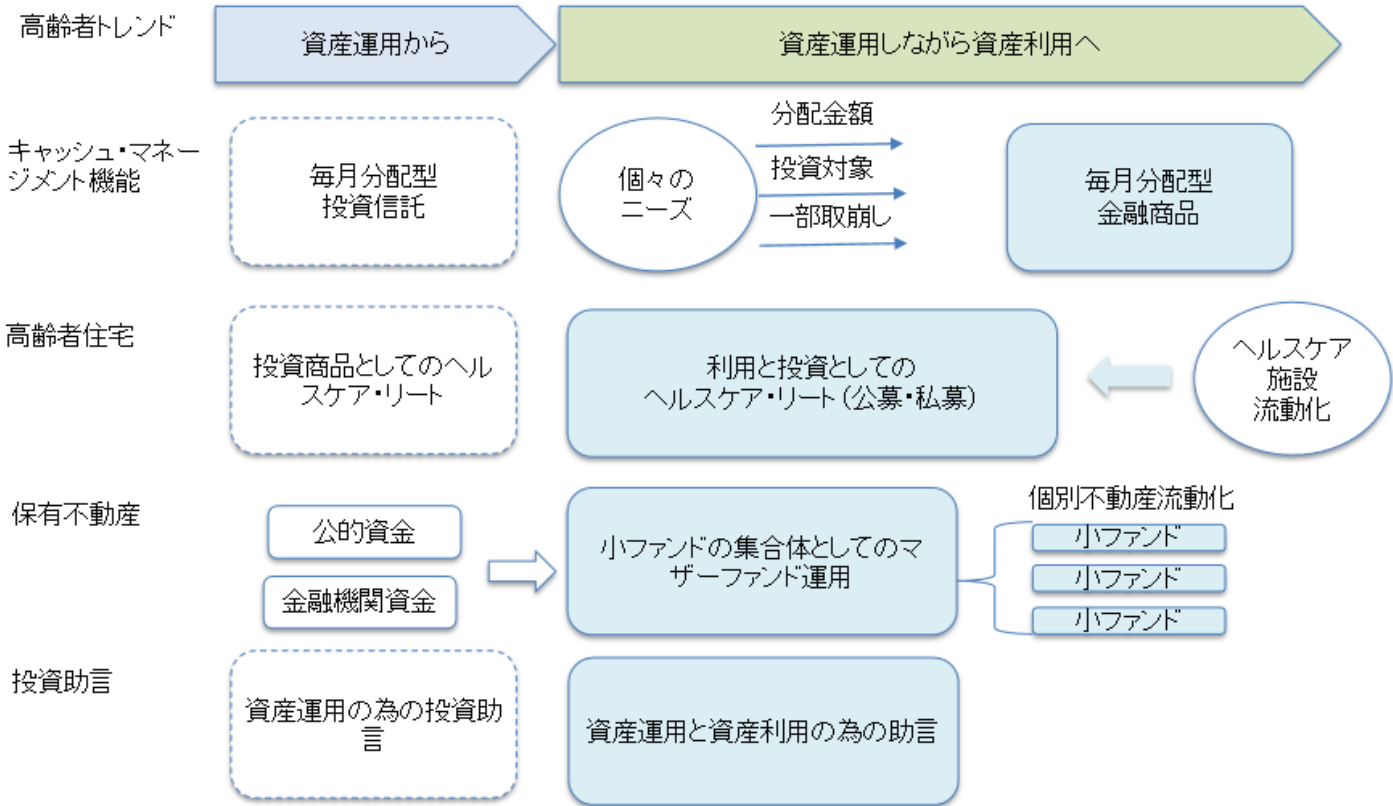 高齢者トレンド
資産運用から
資産運用しながら資産利用へ
キャッシュ・マネー
ジメント機能
毎月分配型
投資信託
個々の
ニーズ
分配金額
投資対象
一部取崩し
毎月分配型
金融商品
高齢者住宅
投資商品としてのヘル
スケア・リート
利用と投資としての
ヘルスケア・リート(公募・私募)
ヘルスケア
施設
流動化
保有不動産
公的資金
金融機関資金
小ファンドの集合体としてのマ
ザーファンド運用
個別不動産流動化
小ファンド
小ファンド
小ファンド
投資助言
資産運用の為の投資助
言
資産運用と資産利用の為の助言